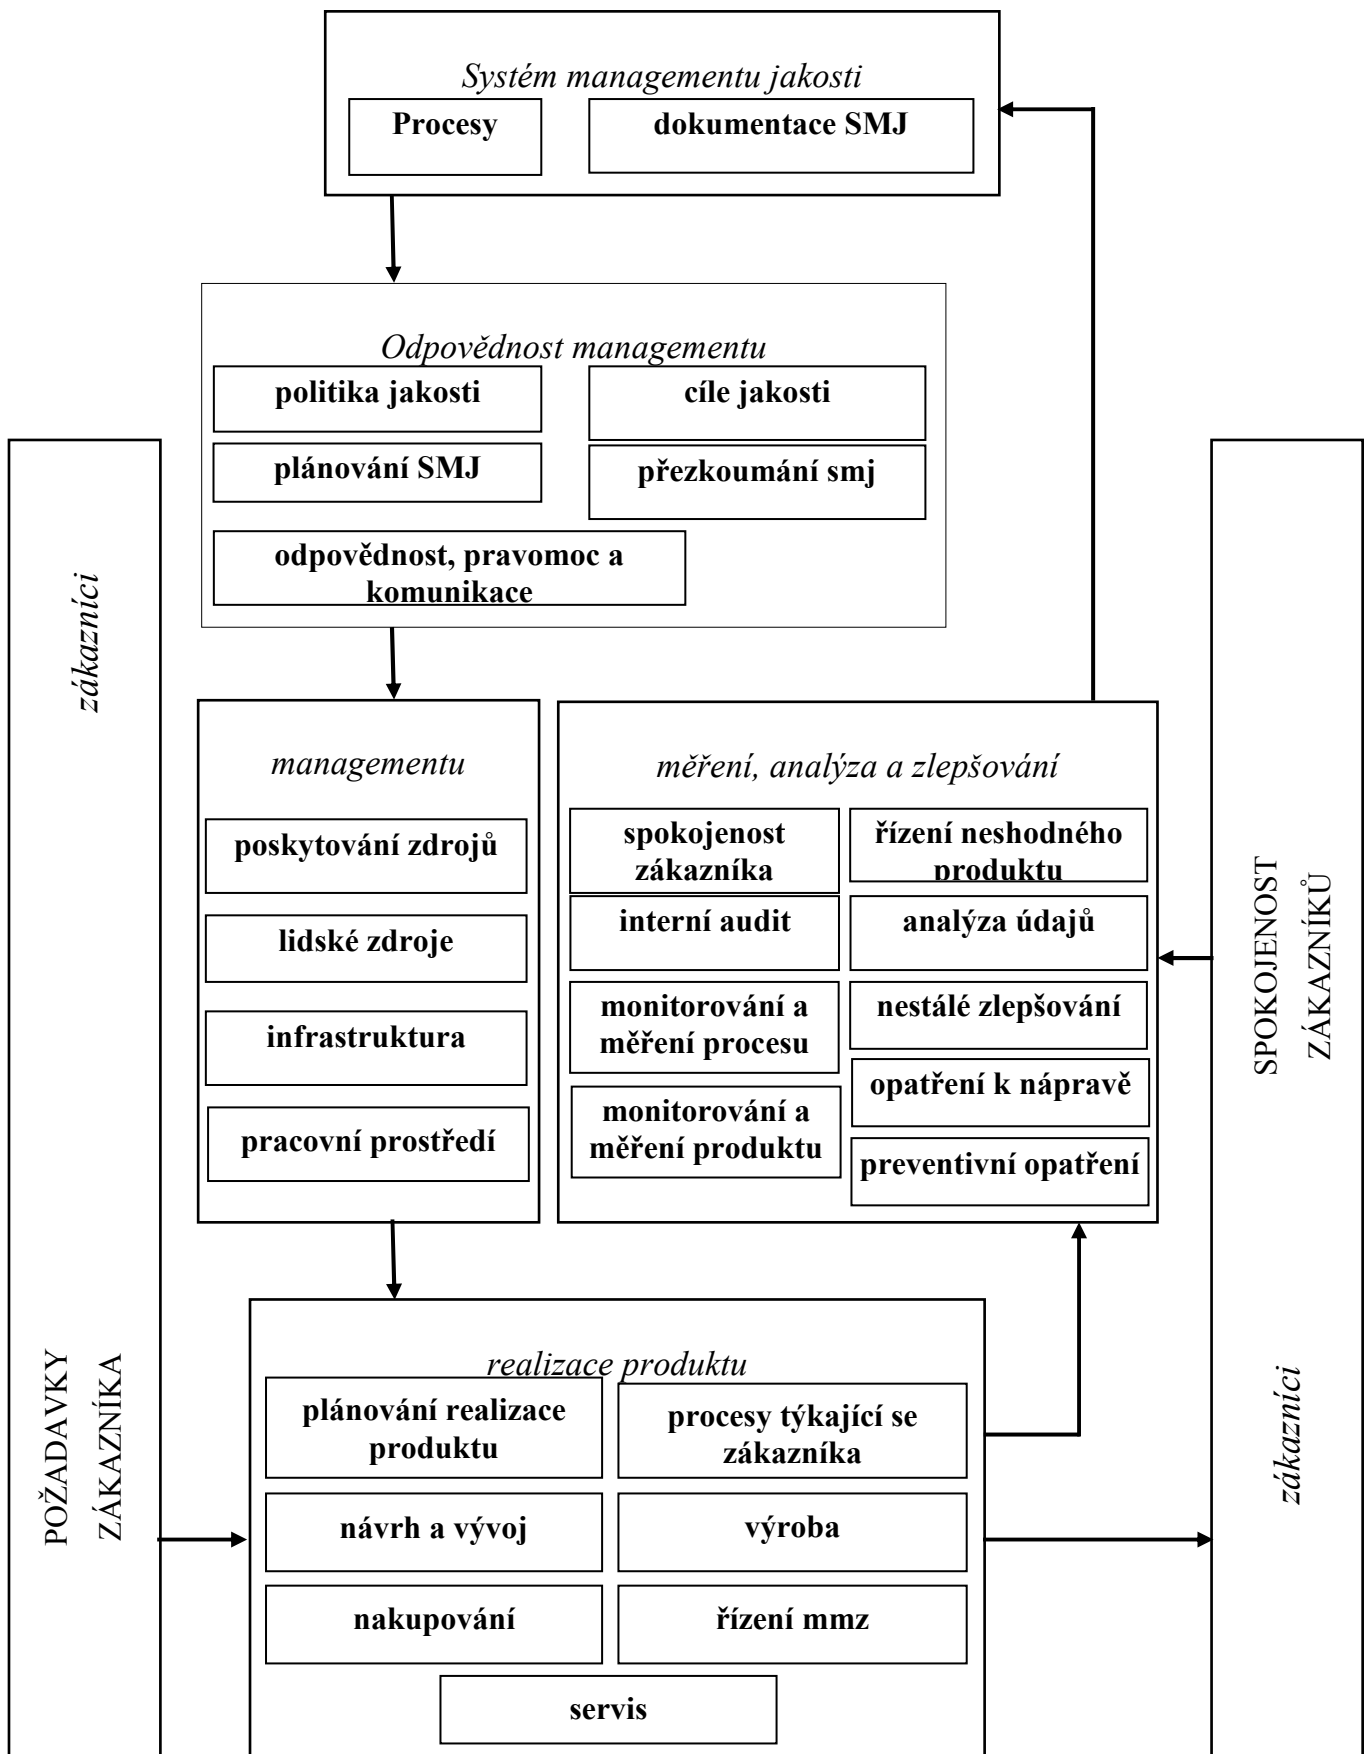 Systém managementu jakosti
Procesy
dokumentace SMJ
Odpovědnost managementu
politika jakosti
cíle jakosti
plánování SMJ
přezkoumání smj
odpovědnost, pravomoc a
komunikace
zákazníci
POŽADAVKY
ZÁKAZNÍKA
managementu
poskytování zdrojů
lidské zdroje
infrastruktura
pracovní prostředí
měření, analýza a zlepšování
spokojenost
zákazníka
řízení neshodného
produktu
interní audit
analýza údajů
monitorování a
měření procesu
nestálé zlepšování
opatření k nápravě
monitorování a
měření produktu
preventivní opatření
SPOKOJENOST
ZÁKAZNÍKŮ
zákazníci
realizace produktu
plánování realizace
produktu
procesy týkající se
zákazníka
návrh a vývoj
výroba
nakupování
řízení mmz
servis